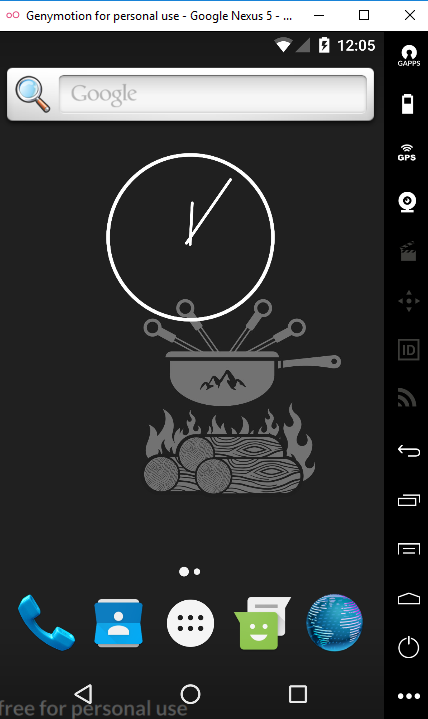 Genymotion for personal use - Google Nexus 5 - ...
12:05
GAPPS
Google
GPS
ID
free for personal use